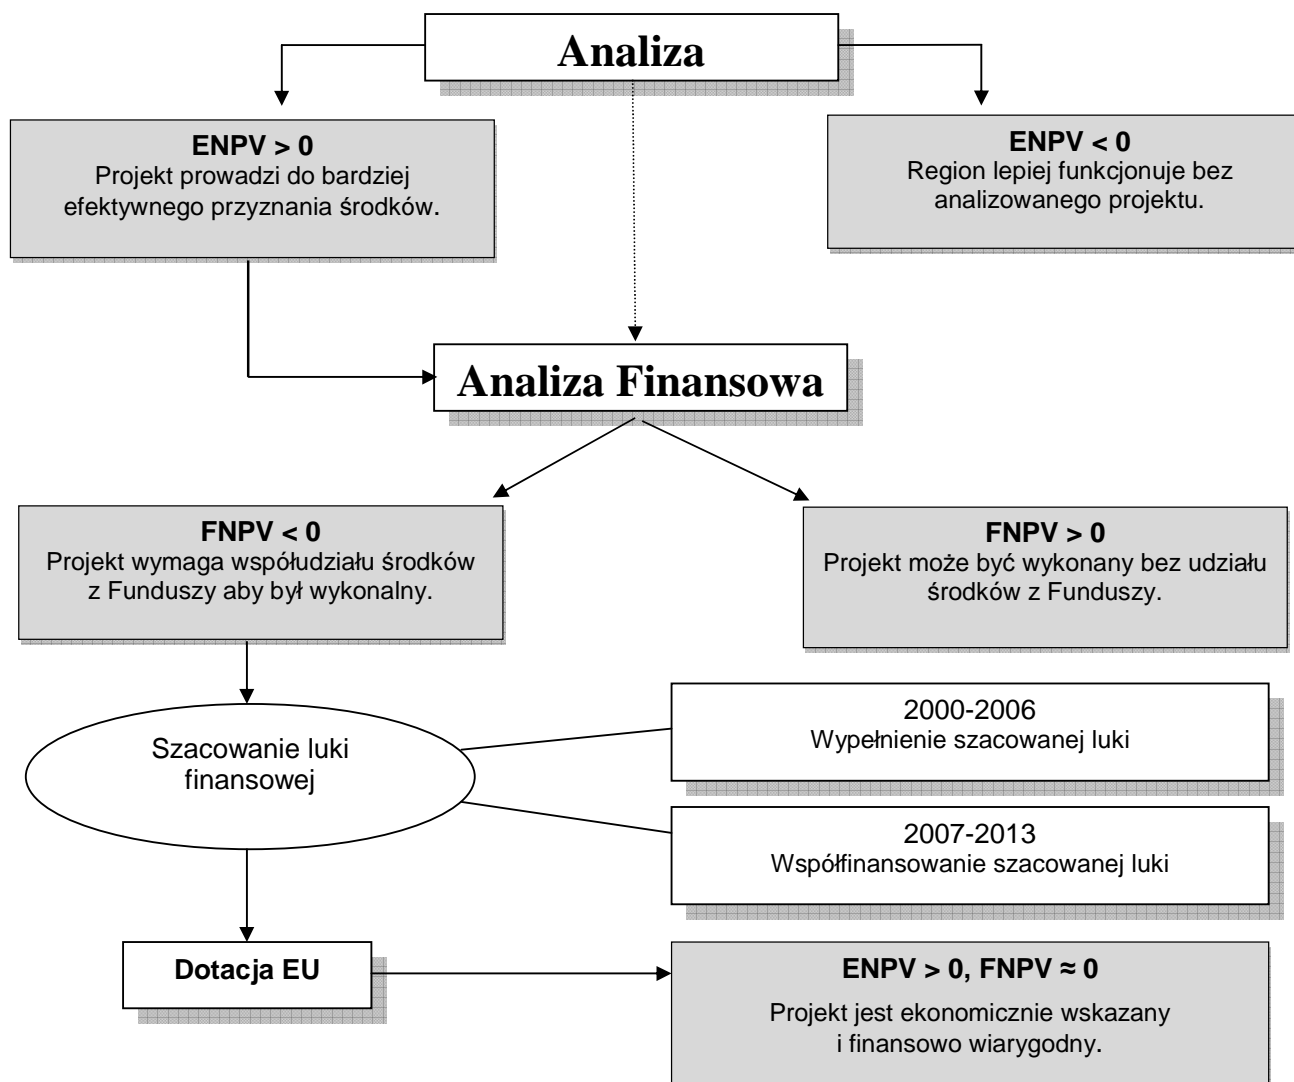 Analiza
ENPV > 0
Projekt prowadzi do bardziej
efektywnego przyznania środków.
ENPV < 0
Region lepiej funkcjonuje bez
analizowanego projektu.
Analiza Finansowa
FNPV < 0
Projekt wymaga współudziału środków
z Funduszy aby był wykonalny.
FNPV > 0
Projekt może być wykonany bez udziału
środków z Funduszy.
Szacowanie luki
finansowej
2000-2006
Wypełnienie szacowanej luki
2007-2013
Współfinansowanie szacowanej luki
Dotacja EU
ENPV > 0, FNPV ≈ 0
Projekt jest ekonomicznie wskazany
i finansowo wiarygodny.